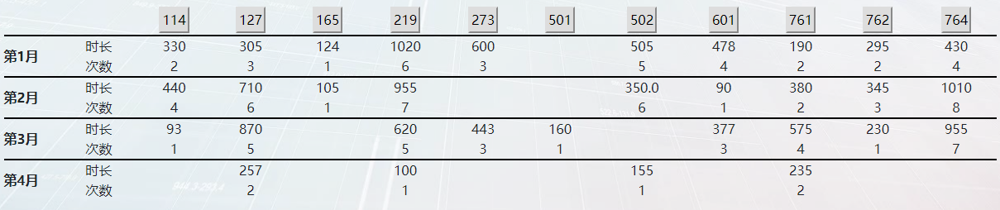 114 127 165 219 273 501 502 601 761 762 764
第1月 时长 330 305 124 1020 600 505 478 190 295 430
次数 2 3 1 6 3 5 4 2 2 4
第2月 时长 440 710 105 955 350.0 90 380 345 1010
次数 4 6 1 7 6 1 2 3 8
第3月 时长 93 870 620 443 160 377 575 230 955
次数 1 5 5 3 1 3 4 1 7
第4月 时长 257 100 155 235
次数 2 1 1 2